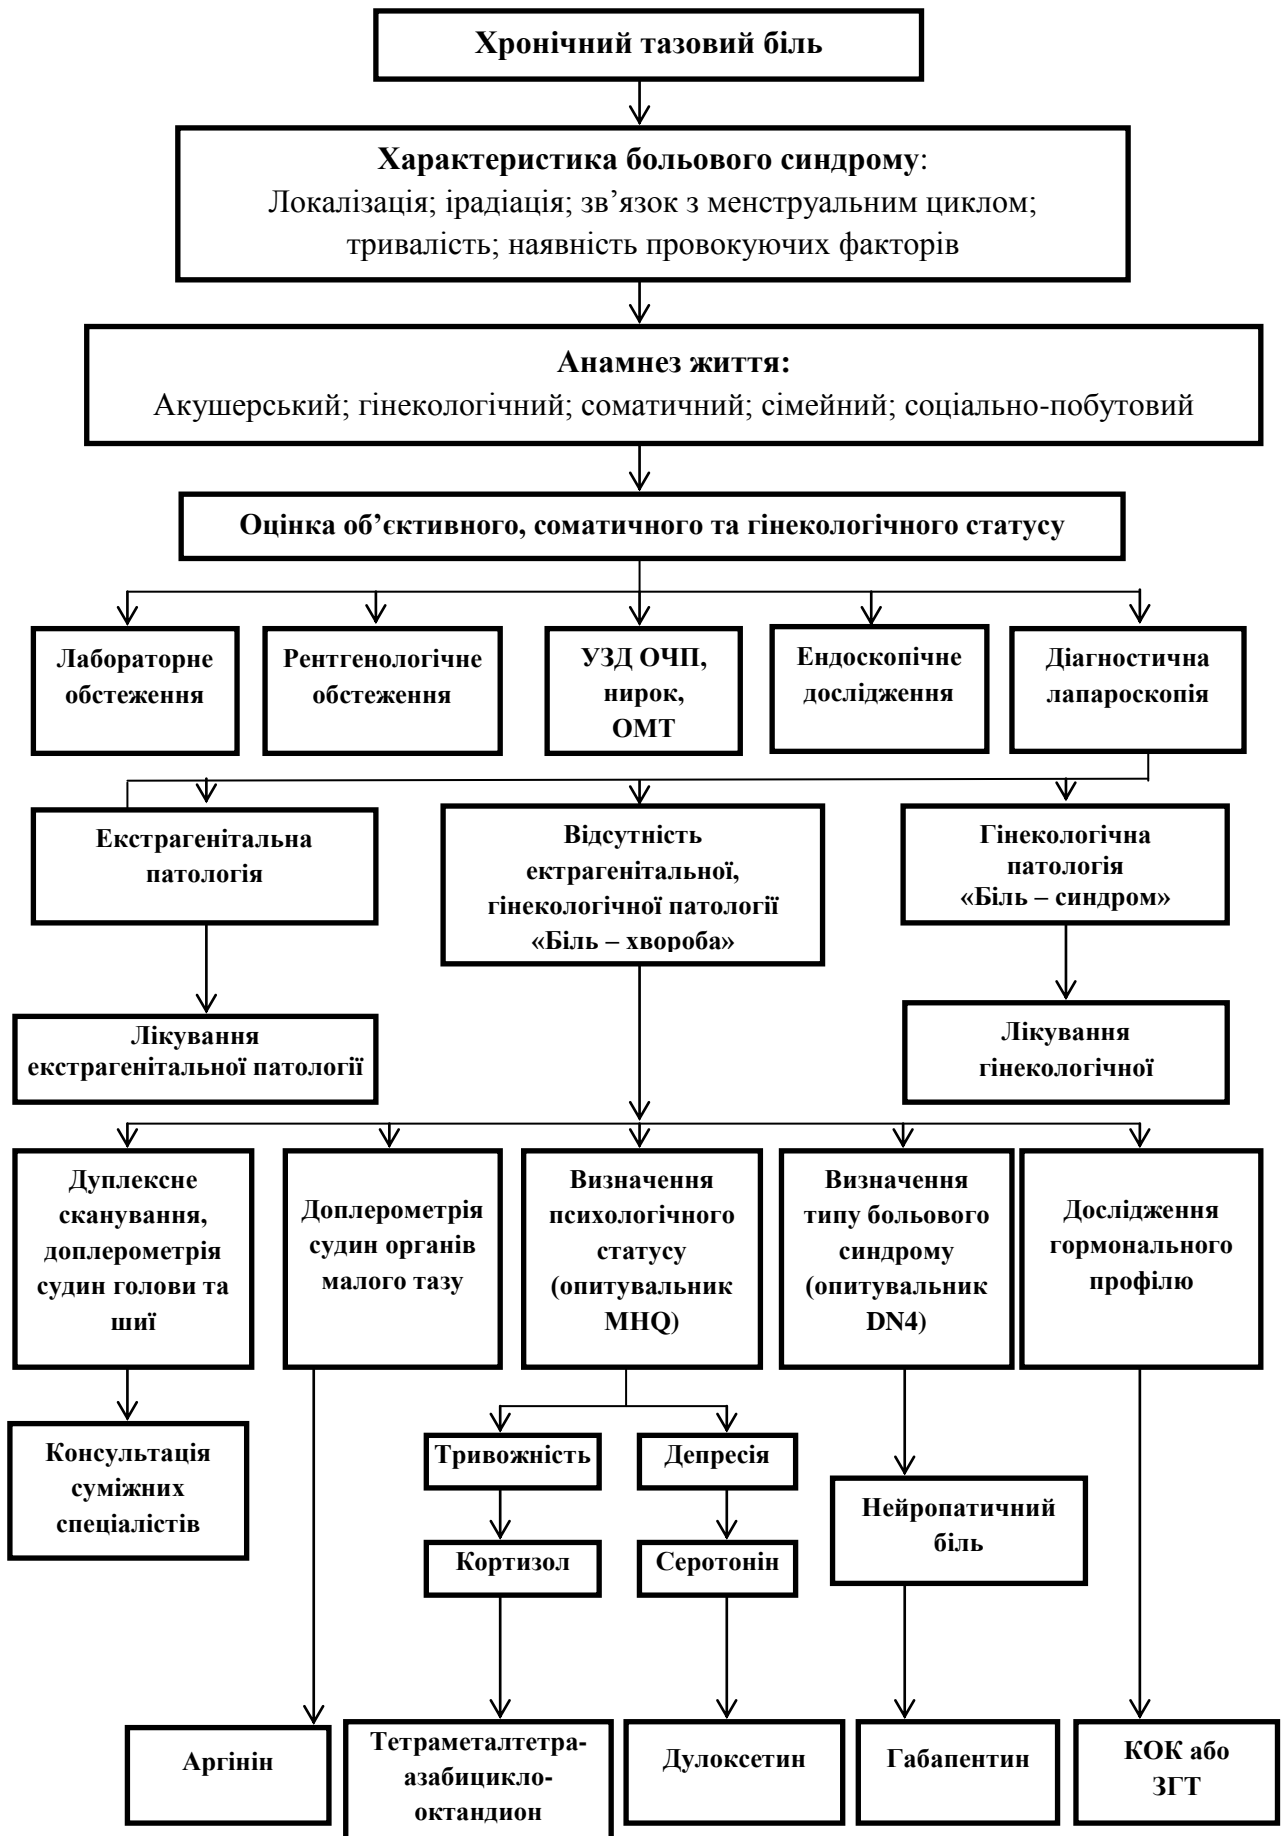 Хронічний тазовий біль
Характеристика больового синдрому:
Локалізація; ірадіація; зв’язок з менструальним циклом;
тривалість; наявність провокуючих факторів
Анамнез життя:
Акушерський; гінекологічний; соматичний; сімейний; соціально-побутовий
Оцінка об’єктивного, соматичного та гінекологічного статусу
Лабораторне
обстеження
Рентгенологічне
обстеження
УЗД ОЧП,
нирок,
ОМТ
Ендоскопічне
дослідження
Діагностична
лапароскопія
Екстрагенітальна
патологія
Відсутність
ектрагенітальної,
гінекологічної патології
«Біль – хвороба»
Гінекологічна
патологія
«Біль – синдром»
Лікування
екстрагенітальної патології
Лікування
гінекологічної
Дуплексне
сканування,
доплерометрія
судин голови та
шиї
Доплерометрія
судин органів
малого тазу
Визначення
психологічного
статусу
(опитувальник
MHQ)
Визначення
типу больового
синдрому
(опитувальник
DN4)
Дослідження
гормонального
профілю
Консультація
суміжних
спеціалістів
Тривожність
Депресія
Нейропатичний
біль
Кортизол
Серотонін
Аргінін
Тетраметалтетра-
азабицикло-
октандион
Дулоксетин
Габапентин
КОК або
ЗГТ